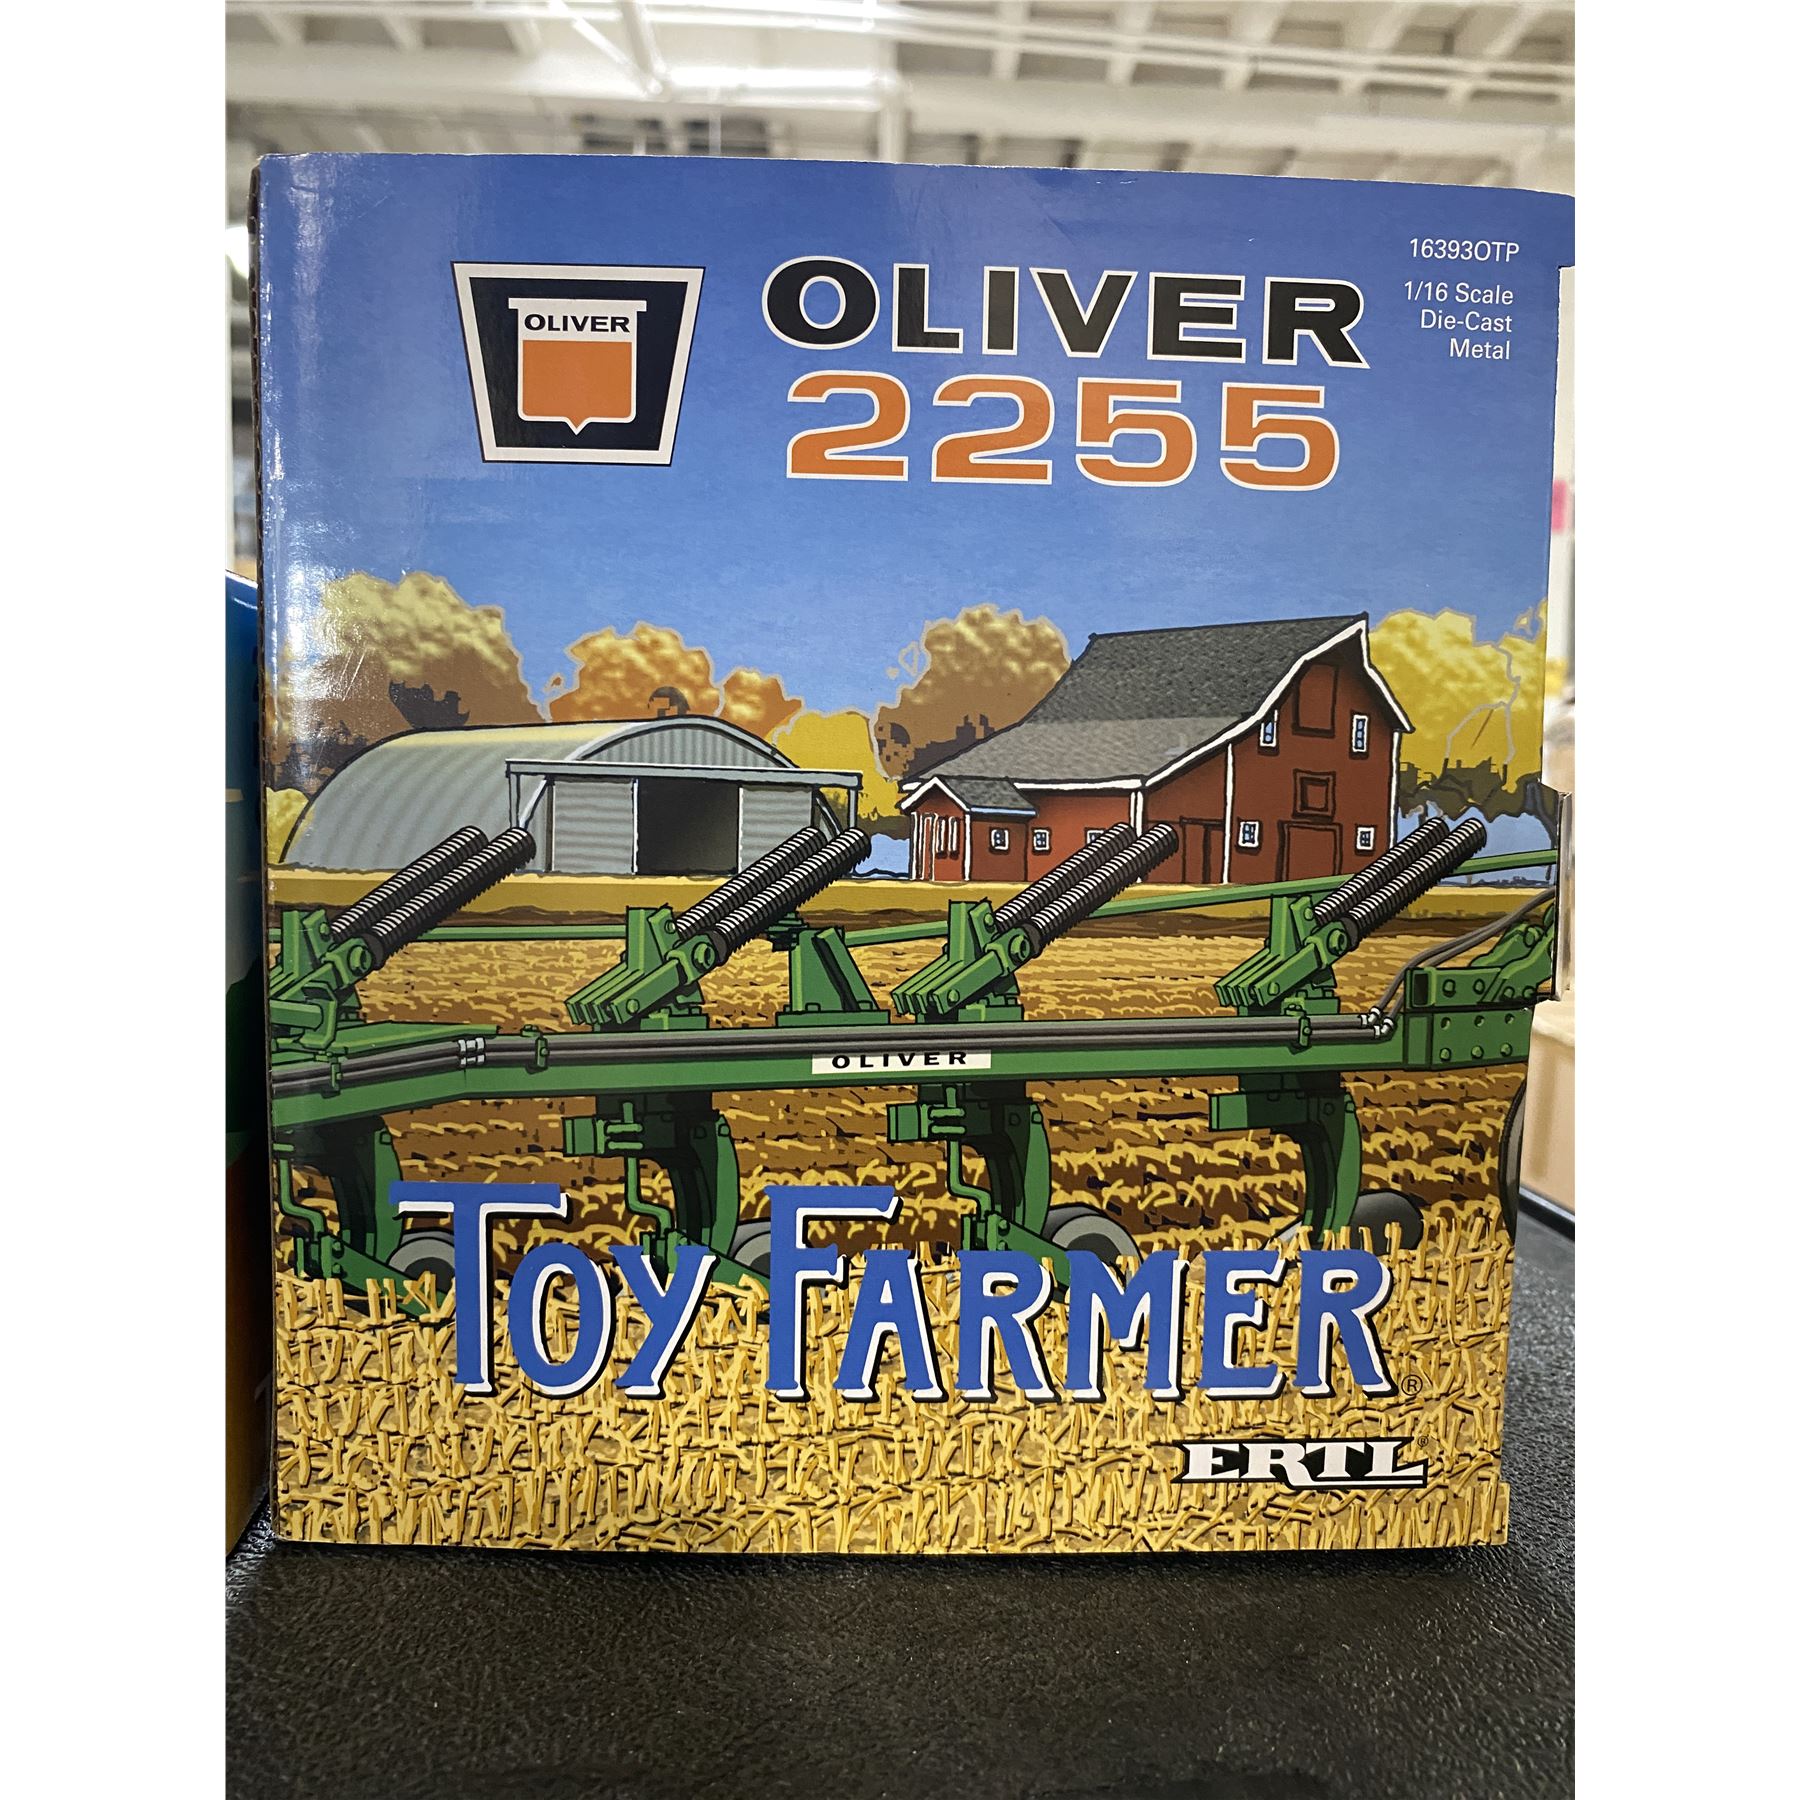 OLIVER
OLIVER
2255
16393OTP
1/16 Scale
Die-Cast
Metal
OLIVER
TOY FARMER®
ERTL®